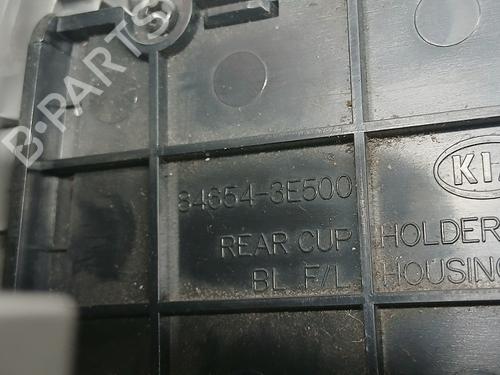 B-PARTS
84654-3E500
KIA
REAR CUP HOLDER
BL F/L HOUSING